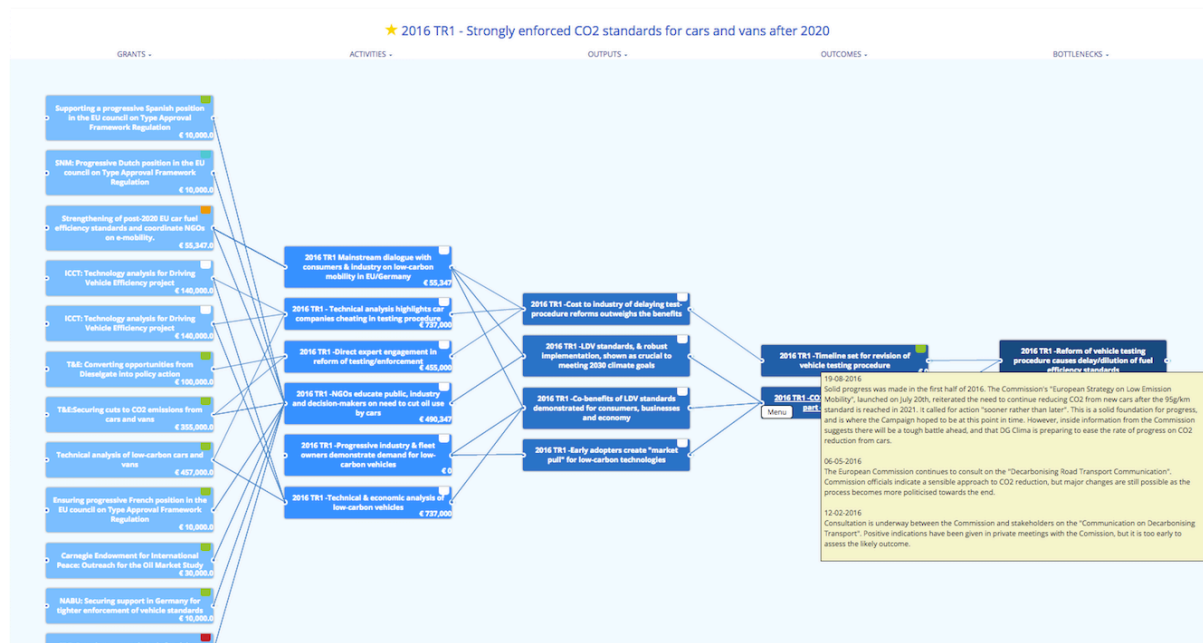 2016 TR1 - Strongly enforced CO2 standards for cars and vans after 2020
GRANTS -
ACTIVITIES -
OUTPUTS -
OUTCOMES -
BOTTLENECKS -
Supporting a progressive Spanish position
in the EU council on Type Approval
Framework Regulation
€ 10,000.0
SNM: Progressive Dutch position in the EU
council on Type Approval Framework
Regulation
€ 10,000.0
Strengthening of post-2020 EU car fuel
efficiency standards and coordinate NGOs
on e-mobility.
€ 55,347.0
ICCT: Technology analysis for Driving
Vehicle Efficiency project
€ 140,000.0
ICCT: Technology analysis for Driving
Vehicle Efficiency project
€ 140,000.0
T&E: Converting opportunities from
Dieselgate into policy action
€ 100,000.0
T&E:Securing cuts to CO2 emissions from
cars and vans
€ 355,000.0
Technical analysis of low-carbon cars and
vans
€ 457,000.0
Ensuring progressive French position in the
EU council on Type Approval Framework
Regulation
€ 10,000.0
Carnegie Endowment for International
Peace: Outreach for the Oil Market Study
€ 30,000.0
NABU: Securing support in Germany for
tighter enforcement of vehicle standards
€ 10,000.0
2016 TR1 Mainstream dialogue with
consumers & industry on low-carbon
mobility in EU/Germany
€ 55,347
2016 TR1 - Technical analysis highlights car
companies cheating in testing procedure
€ 737,000
2016 TR1 -Direct expert engagement in
reform of testing/enforcement
€ 455,000
2016 TR1 -NGOs educate public, industry
and decision-makers on need to cut oil use
by cars
€ 490,347
2016 TR1 -Progressive industry & fleet
owners demonstrate demand for low-
carbon vehicles
€ 0
2016 TR1 -Technical & economic analysis of
low-carbon vehicles
€ 737,000
2016 TR1 -Cost to industry of delaying test-
procedure reforms outweighs the benefits
2016 TR1 -LDV standards, & robust
implementation, shown as crucial to
meeting 2030 climate goals
2016 TR1 -Co-benefits of LDV standards
demonstrated for consumers, businesses
and economy
2016 TR1 -Early adopters create "market
pull" for low-carbon technologies
2016 TR1 -Timeline set for revision of
vehicle testing procedure
2016 TR1 -CO
part
Menu
2016 TR1 -Reform of vehicle testing
procedure causes delay/dilution of fuel
efficiency standards
19-08-2016
Solid progress was made in the first half of 2016. The Commission's "European Strategy on Low Emission
Mobility", launched on July 20th, reiterated the need to continue reducing CO2 from new cars after the 95g/km
standard is reached in 2021. It called for action "sooner rather than later". This is a solid foundation for progress,
and is where the Campaign hoped to be at this point in time. However, inside information from the Commission
suggests there will be a tough battle ahead, and that DG Clima is preparing to ease the rate of progress on CO2
reduction from cars.
06-05-2016
The European Commission continues to consult on the "Decarbonising Road Transport Communication".
Commission officials indicate a sensible approach to CO2 reduction, but major changes are still possible as the
process becomes more politicised towards the end.
12-02-2016
Consultation is underway between the Commission and stakeholders on the "Communication on Decarbonising
Transport". Positive indications have been given in private meetings with the Comission, but it is too early to
assess the likely outcome.